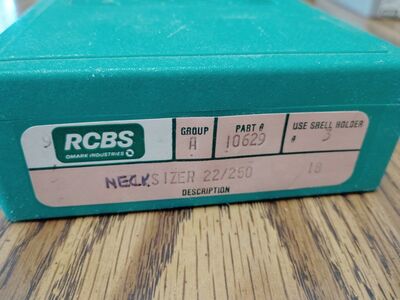 RCBS GROUP PART # USE SHELL HOLDER
OMARK INDUSTRIES A 10629 # 3
NECK SIZER 22/250 18
DESCRIPTION